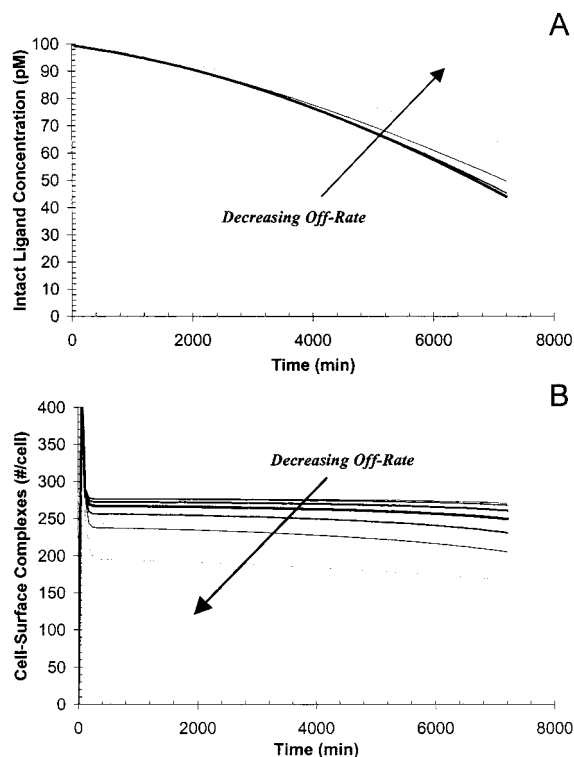 A
Intact Ligand Concentration (pM)
100
90
80
70
60
50
40
30
20
10
0
Decreasing Off-Rate
0 2000 4000 6000 8000
Time (min)
B
Cell-Surface Complexes (#/cell)
400
350
300
250
200
150
100
50
0
Decreasing Off-Rate
0 2000 4000 6000 8000
Time (min)